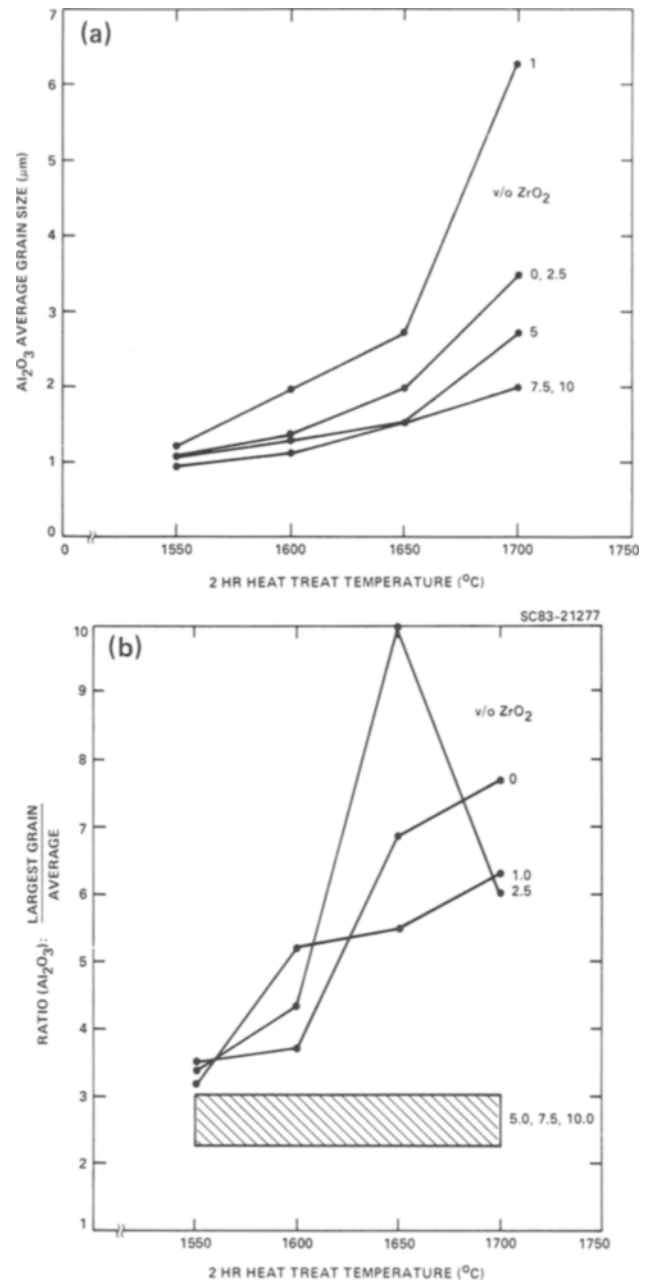 (a)
7
6
5
4
3
2
1
0
Al₂O₃ AVERAGE GRAIN SIZE (μm)
1
v/o ZrO₂
0, 2.5
5
7.5, 10
0 1550 1600 1650 1700 1750
2 HR HEAT TREAT TEMPERATURE (°C)
SC83-21277
(b)
10
9
8
7
6
5
4
3
2
1
RATIO (Al₂O₃): LARGEST GRAIN
AVERAGE
v/o ZrO₂
0
1.0
2.5
5.0, 7.5, 10.0
1550 1600 1650 1700 1750
2 HR HEAT TREAT TEMPERATURE (°C)